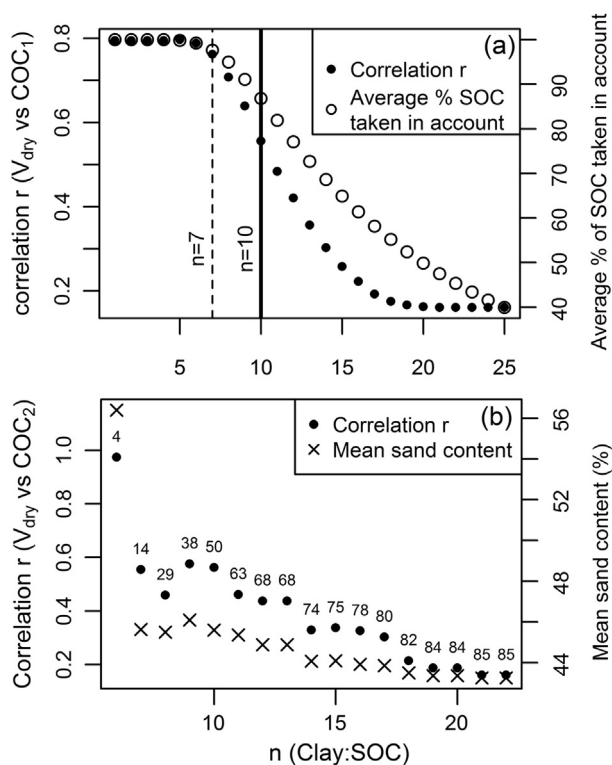 (a)
Correlation r
Average % SOC
taken in account
n=7
n=10
correlation r (Vdry vs COC1)
0.2 0.4 0.6 0.8
Average % of SOC taken in account
40 50 60 70 80 90
5 10 15 20 25
(b)
Correlation r
Mean sand content
4
14
29
38
50
63
68
68
74
75
78
80
82
84
84
85
85
Correlation r (Vdry vs COC2)
0.2 0.4 0.6 0.8 1.0
Mean sand content (%)
44 48 52 56
10 15 20
n (Clay:SOC)